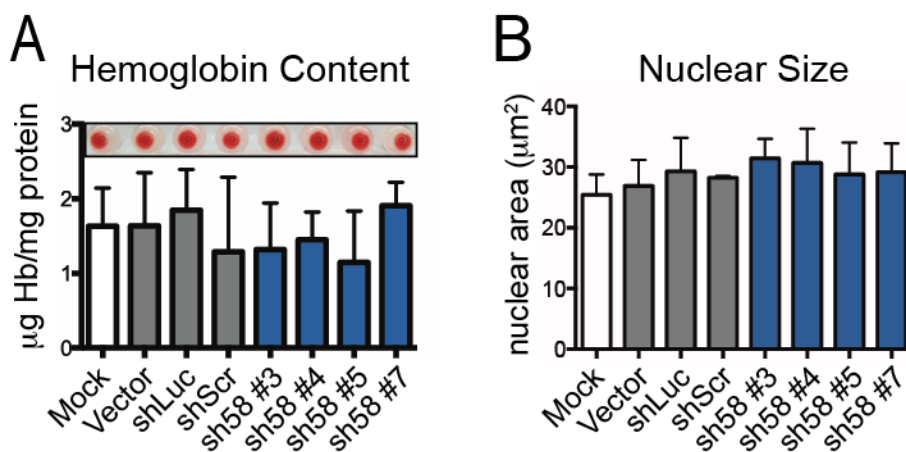 A
Hemoglobin Content
μg Hb/mg protein
3
2
1
0
Mock
Vector
shLuc
shScr
sh58 #3
sh58 #4
sh58 #5
sh58 #7
B
Nuclear Size
nuclear area (μm²)
40
30
20
10
0
Mock
Vector
shLuc
shScr
sh58 #3
sh58 #4
sh58 #5
sh58 #7